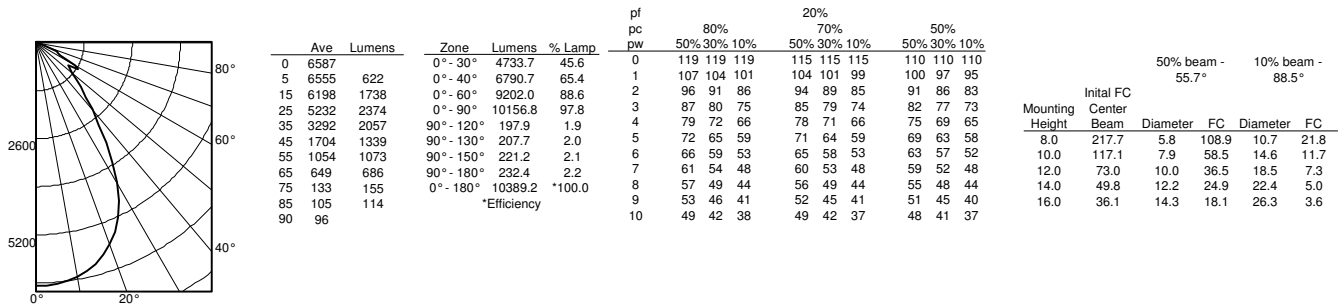 2600
5200
80°
60°
40°
0° 20°
Ave Lumens
0 6587
5 6555 622
15 6198 1738
25 5232 2374
35 3292 2057
45 1704 1339
55 1054 1073
65 649 686
75 133 155
85 105 114
90 96
Zone Lumens % Lamp
0° - 30° 4733.7 45.6
0° - 40° 6790.7 65.4
0° - 60° 9202.0 88.6
0° - 90° 10156.8 97.8
90° - 120° 197.9 1.9
90° - 130° 207.7 2.0
90° - 150° 221.2 2.1
90° - 180° 232.4 2.2
0° - 180° 10389.2 *100.0
*Efficiency
pf 20%
pc 80% 70% 50%
pw 50% 30% 10% 50% 30% 10% 50% 30% 10%
0 119 119 119 115 115 115 110 110 110
1 107 104 101 104 101 99 100 97 95
2 96 91 86 94 89 85 91 86 83
3 87 80 75 85 79 74 82 77 73
4 79 72 66 78 71 66 75 69 65
5 72 65 59 71 64 59 69 63 58
6 66 59 53 65 58 53 63 57 52
7 61 54 48 60 53 48 59 52 48
8 57 49 44 56 49 44 55 48 44
9 53 46 41 52 45 41 51 45 40
10 49 42 38 49 42 37 48 41 37
50% beam - 10% beam -
55.7° 88.5°
Inital FC
Mounting Center
Height Beam Diameter FC Diameter FC
8.0 217.7 5.8 108.9 10.7 21.8
10.0 117.1 7.9 58.5 14.6 11.7
12.0 73.0 10.0 36.5 18.5 7.3
14.0 49.8 12.2 24.9 22.4 5.0
16.0 36.1 14.3 18.1 26.3 3.6